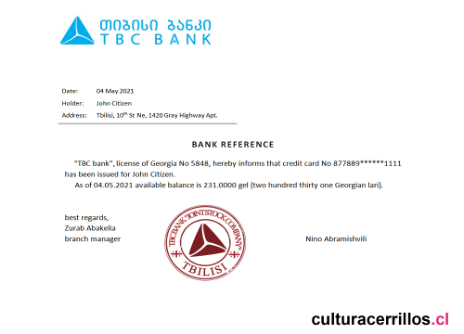 თიბისი ბანკი
TBC BANK
Date: 04 May 2021
Holder: John Citizen
Address: Tbilisi, 10th St Ne, 1420 Gray Highway Apt.
BANK REFERENCE
“TBC bank”, license of Georgia No 5848, hereby informs that credit card No 877889******1111
has been issued for John Citizen.
As of 04.05.2021 available balance is 231.0000 gel (two hundred thirty one Georgian lari).
best regards,
Zurab Abakelia
branch manager
TBC BANK "JOINT STOCK COMPANY"
TBILISI
Nino Abramishvili
culturacerrillos.cl